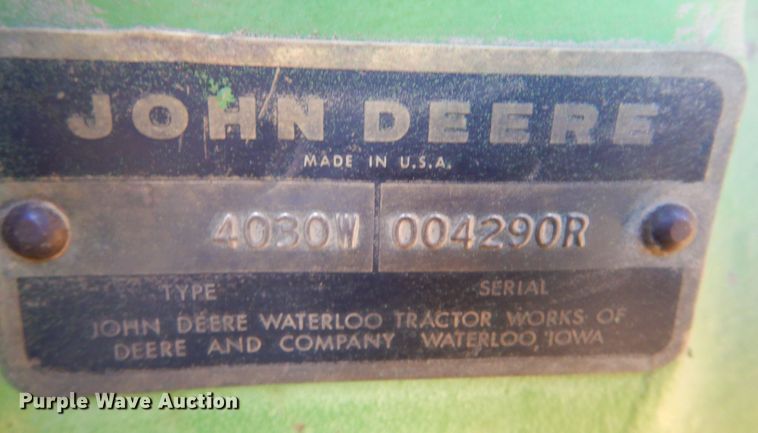 JOHN DEERE
MADE IN U.S.A.
4030W 004290R
TYPE SERIAL
JOHN DEERE WATERLOO TRACTOR WORKS OF
DEERE AND COMPANY WATERLOO, IOWA
Purple Wave Auction